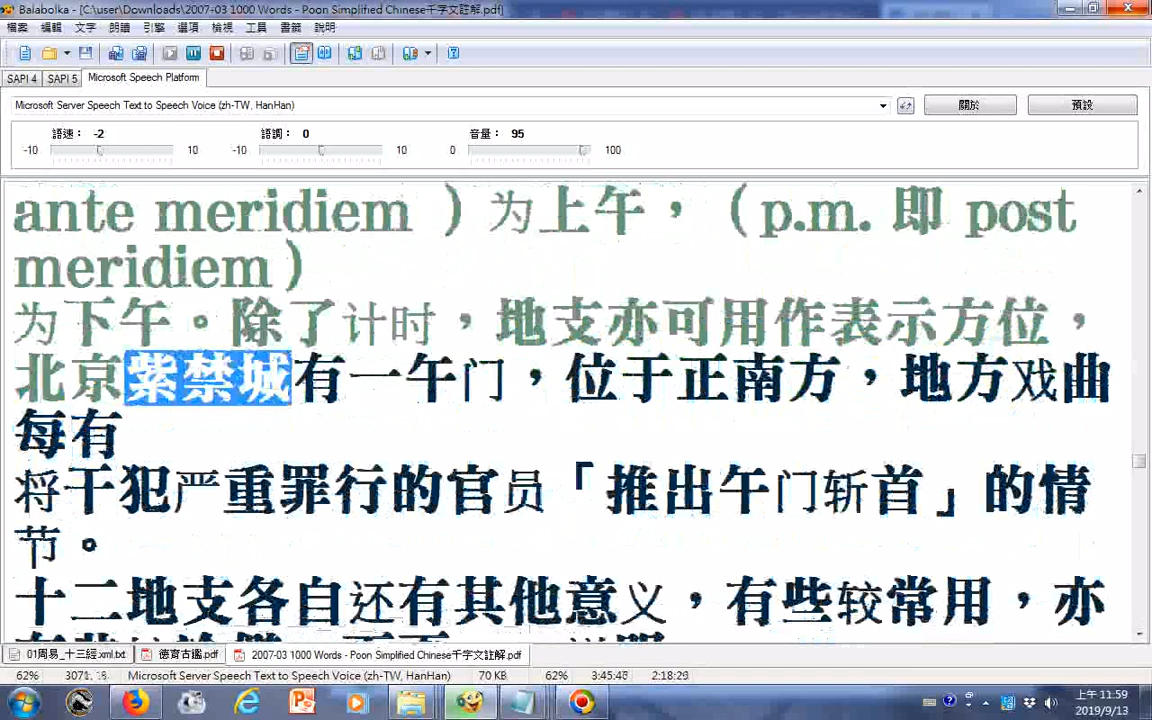 Balabolka - [C:\user\Downloads\2007-03 1000 Words - Poon Simplified Chinese千字文註解.pdf]
檔案 編輯 文字 朗讀 引擎 選項 檢視 工具 書籤 說明
SAPI 4 SAPI 5 Microsoft Speech Platform
Microsoft Server Speech Text to Speech Voice (zh-TW, HanHan) 關於 預設
語速： -2 語調： 0 音量： 95
-10 10 -10 10 0 100
ante meridiem ) 为上午，（p.m. 即 post
meridiem）
为下午。除了计时，地支亦可用作表示方位，
北京紫禁城有一午门，位于正南方，地方戏曲
每有
将干犯严重罪行的官员「推出午门斩首」的情
节。
十二地支各自还有其他意义，有些较常用，亦
01周易_十三經.xml.txt 德育古鑑.pdf 2007-03 1000 Words - Poon Simplified Chinese千字文註解.pdf
62% Microsoft Server Speech Text to Speech Voice (zh-TW, HanHan) 70 KB 62% 3:45:48 2:18:29
上午 11:59
2019/9/13